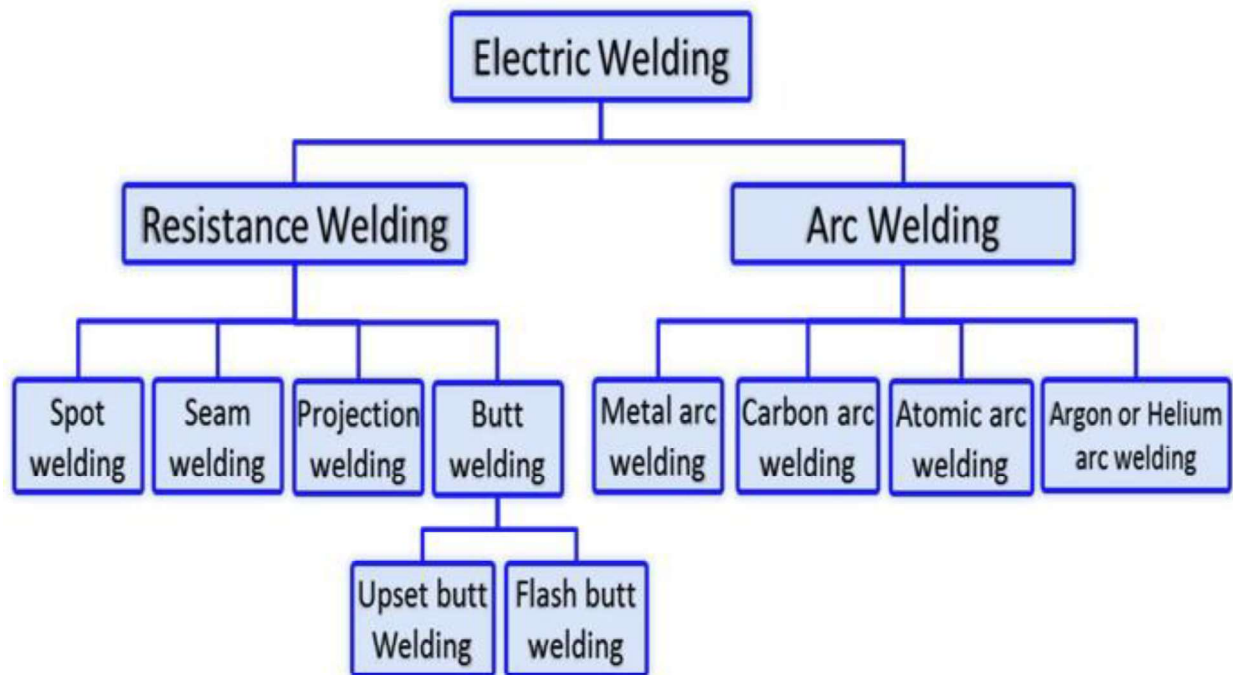 Electric Welding
Resistance Welding
Arc Welding
Spot
welding
Seam
welding
Projection
welding
Butt
welding
Metal arc
welding
Carbon arc
welding
Atomic arc
welding
Argon or Helium
arc welding
Upset butt
Welding
Flash butt
welding